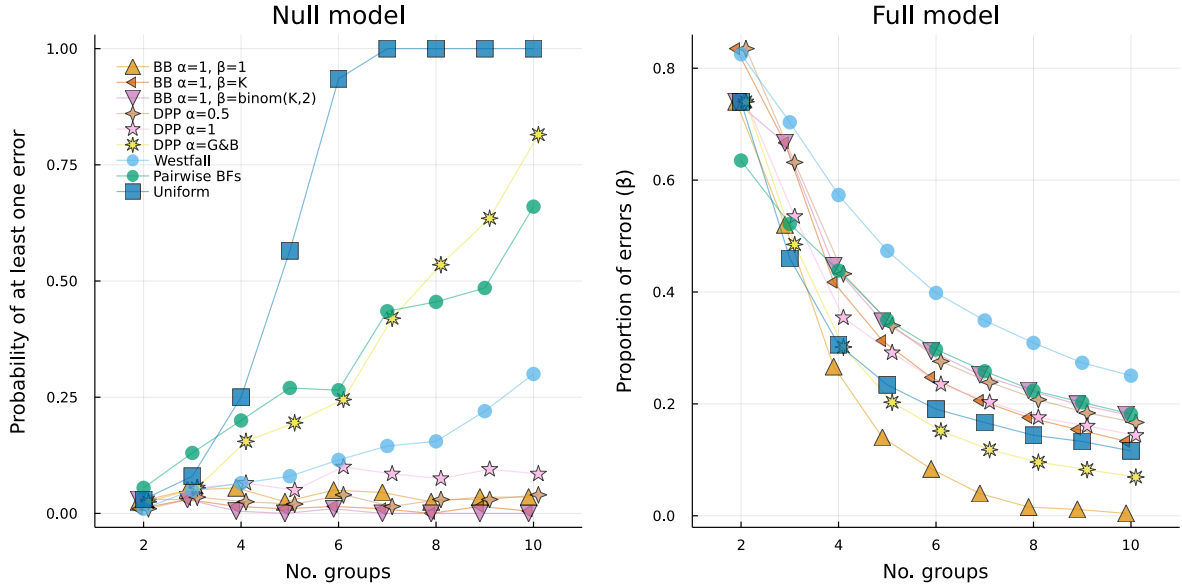 Null model
Probability of at least one error
1.00
0.75
0.50
0.25
0.00
BB α=1, β=1
BB α=1, β=K
BB α=1, β=binom(K,2)
DPP α=0.5
DPP α=1
DPP α=G&B
Westfall
Pairwise BFs
Uniform
2 4 6 8 10
No. groups
Full model
Proportion of errors (β)
0.8
0.6
0.4
0.2
0.0
2 4 6 8 10
No. groups